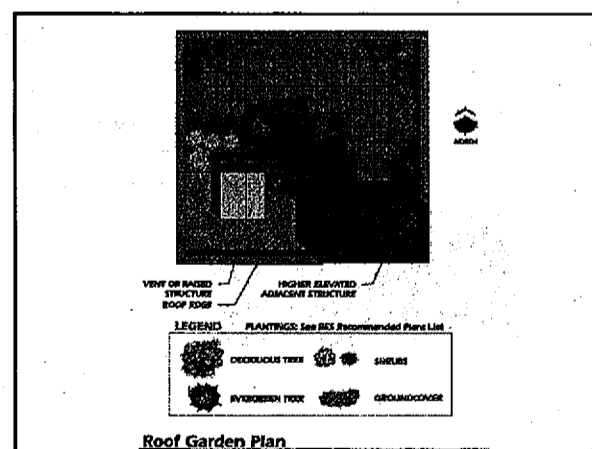 NORTH
VENT OR RAISED STRUCTURE
ROOF EDGE
HIGHER ELEVATED ADJACENT STRUCTURE
LEGEND
PLANTINGS: See BES Recommended Plant List
DECIDUOUS TREE
SHRUBS
EVERGREEN TREE
GROUNDCOVER
Roof Garden Plan